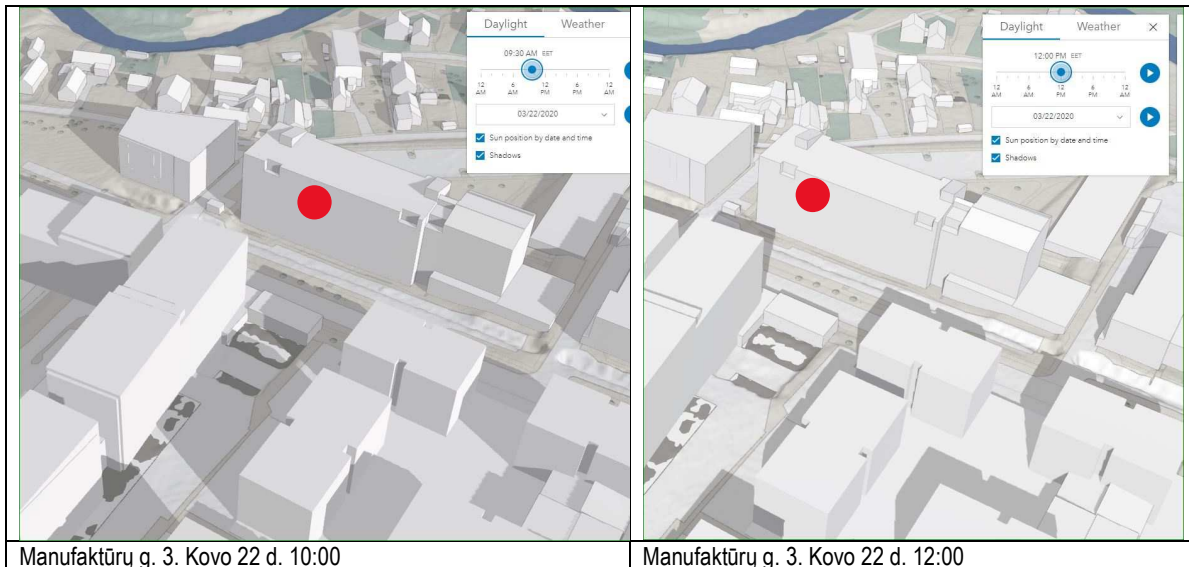 Daylight Weather
09:30 AM EET
12 6 12 6 12
AM AM PM PM AM
03/22/2020
Sun position by date and time
Shadows
Daylight Weather
12:00 PM EET
12 6 12 6 12
AM AM PM PM AM
03/22/2020
Sun position by date and time
Shadows
Manufaktūrų g. 3. Kovo 22 d. 10:00
Manufaktūrų g. 3. Kovo 22 d. 12:00